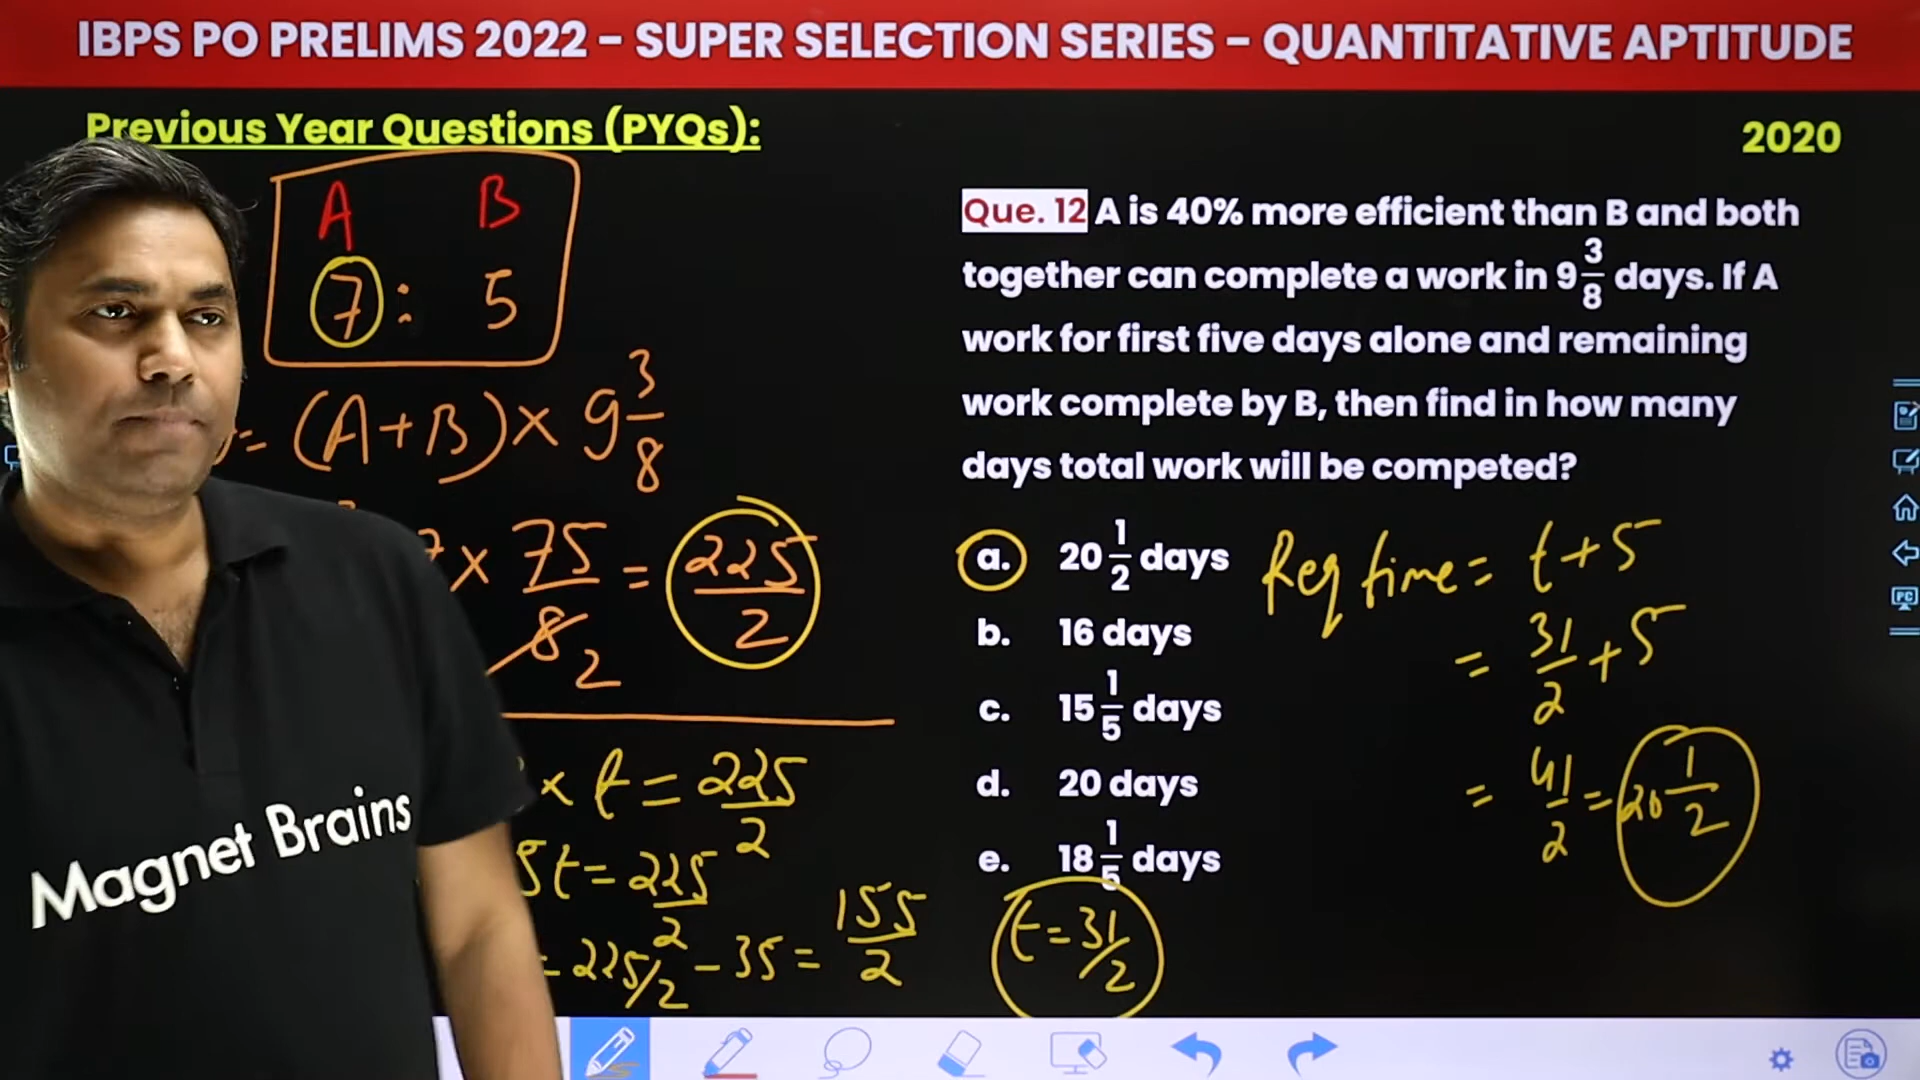 IBPS PO PRELIMS 2022 – SUPER SELECTION SERIES – QUANTITATIVE APTITUDE
Previous Year Questions (PYQs):
2020
A B
7 : 5
= (A+B) × 9 3/8
× 75/8 2 = 225/2
× t = 225/2
5t = 225/2
= 225/2 - 35 = 155/2
t = 31/2
Que. 12 A is 40% more efficient than B and both
together can complete a work in 9 3/8 days. If A
work for first five days alone and remaining
work complete by B, then find in how many
days total work will be competed?
a. 20 1/2 days
b. 16 days
c. 15 1/5 days
d. 20 days
e. 18 1/5 days
Req time = t + 5
= 31/2 + 5
= 41/2 = 20 1/2
Magnet Brains
PC